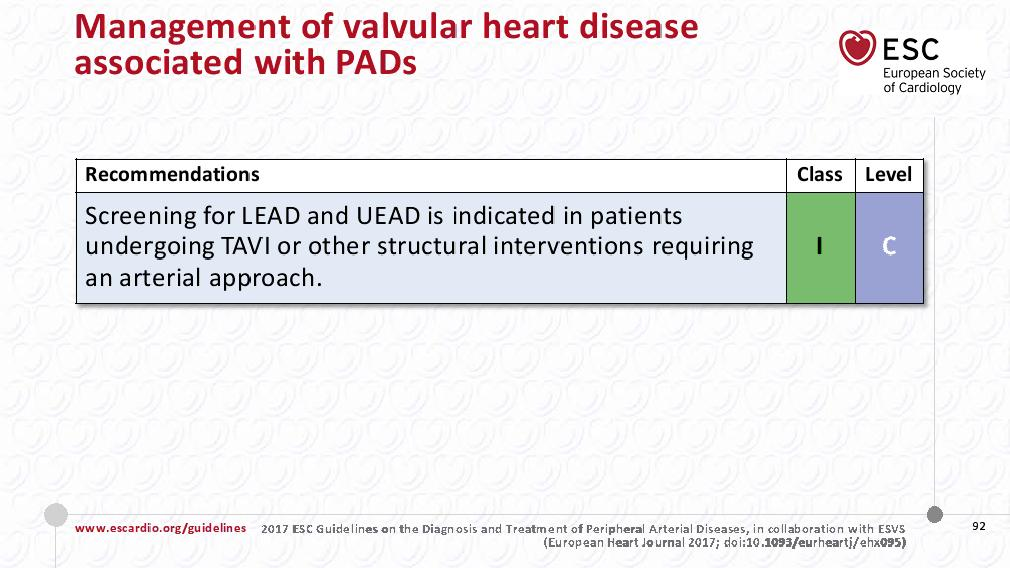 Management of valvular heart disease
associated with PADs
ESC
European Society
of Cardiology
Recommendations Class Level
Screening for LEAD and UEAD is indicated in patients
undergoing TAVI or other structural interventions requiring
an arterial approach.
I C
www.escardio.org/guidelines
2017 ESC Guidelines on the Diagnosis and Treatment of Peripheral Arterial Diseases, in collaboration with ESVS
(European Heart Journal 2017; doi:10.1093/eurheartj/ehx095)
92